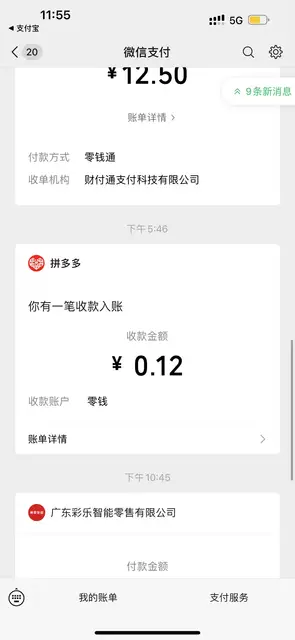 11:55
5G
支付宝
20
微信支付
¥12.50
9条新消息
账单详情
付款方式 零钱通
收单机构 财付通支付科技有限公司
下午5:46
拼多多
你有一笔收款入账
收款金额
¥ 0.12
收款账户 零钱
账单详情
下午10:45
广东彩乐智能零售有限公司
付款金额
我的账单 支付服务